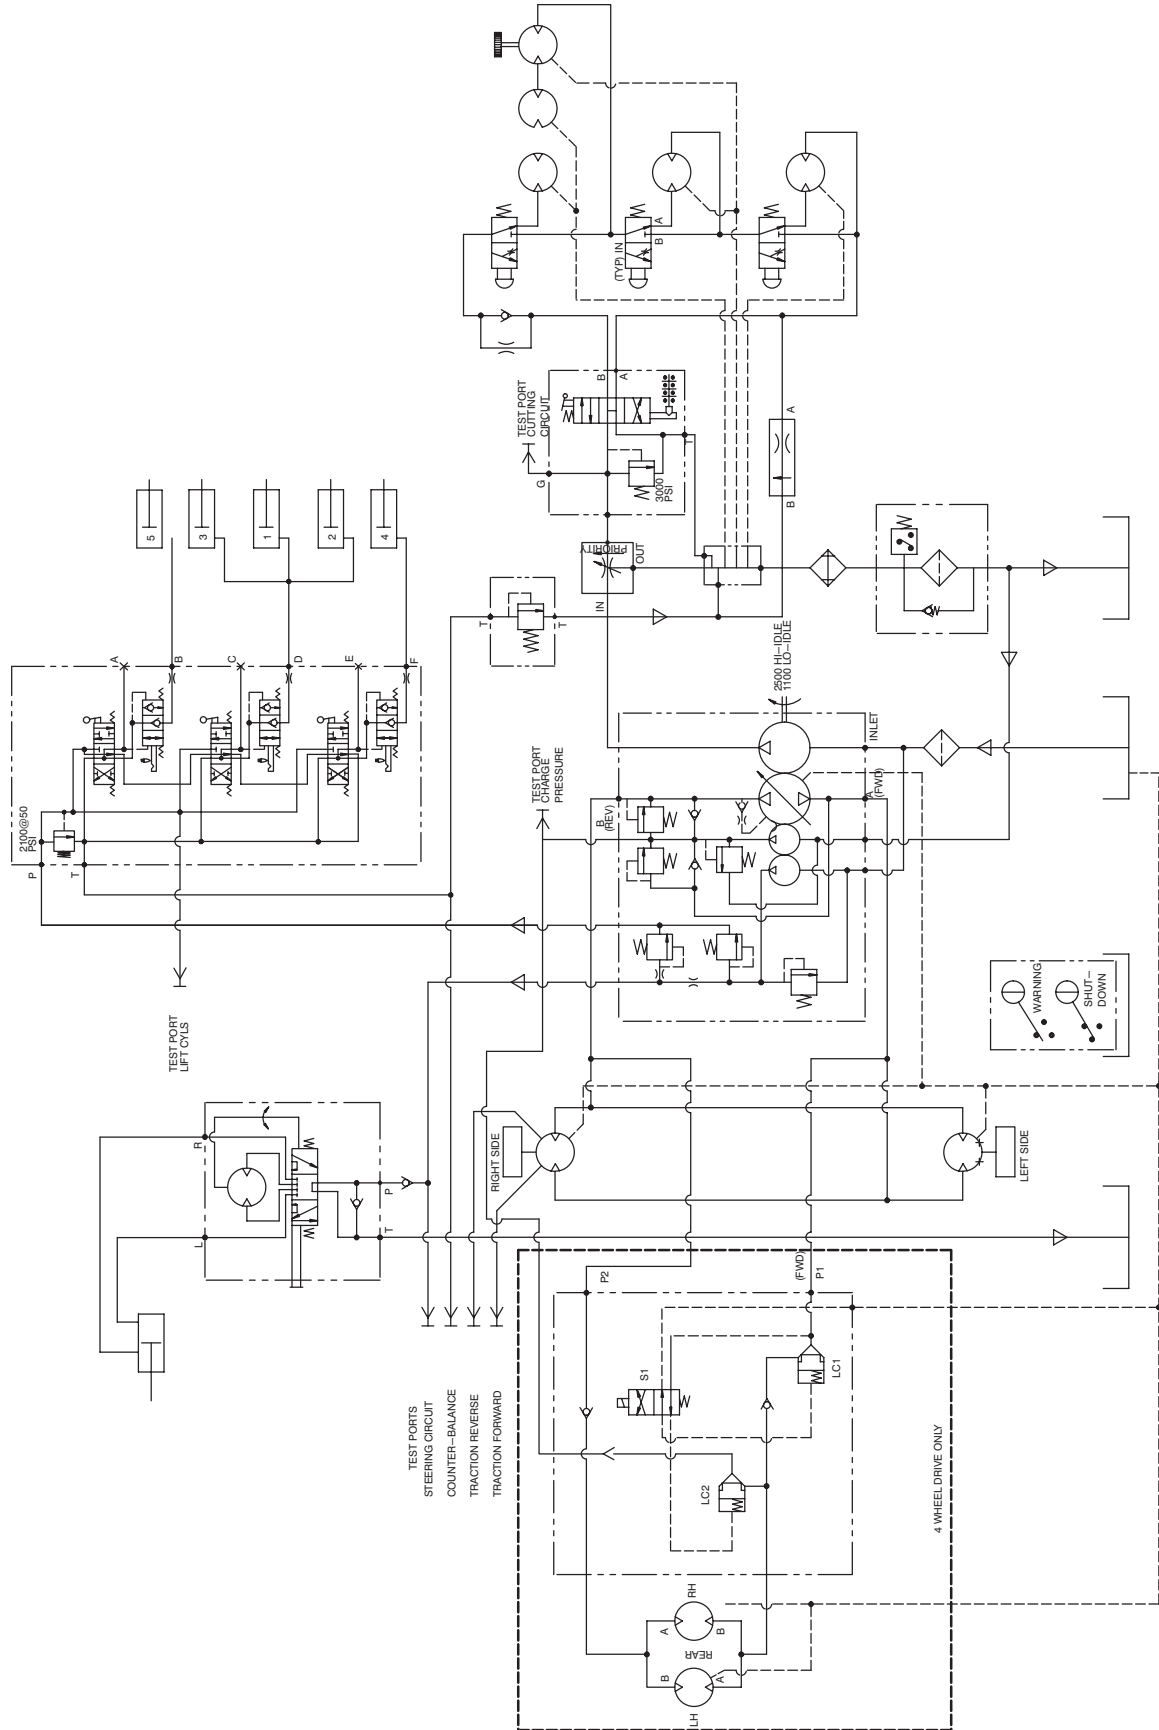 5
3
1
2
4
A
B
C
D
E
F
2100@50
PSI
P
T
TEST PORT
LIFT CYLS
R
L
P
T
T
T
TEST PORT
CHARGE
PRESSURE
TEST PORT
CUTTING
CIRCUIT
G
B
A
T
3000
PSI
PRIORITY
OUT
IN
(TYP) IN
A
B
A
B
2500 HI-IDLE
1100 LO-IDLE
INLET
B
(REV)
A
(FWD)
WARNING
SHUT-
DOWN
RIGHT SIDE
LEFT SIDE
TEST PORTS
STEERING CIRCUIT
COUNTER-BALANCE
TRACTION REVERSE
TRACTION FORWARD
P2
(FWD)
P1
S1
LC1
LC2
4 WHEEL DRIVE ONLY
RH
A
B
REAR
B
A
LH